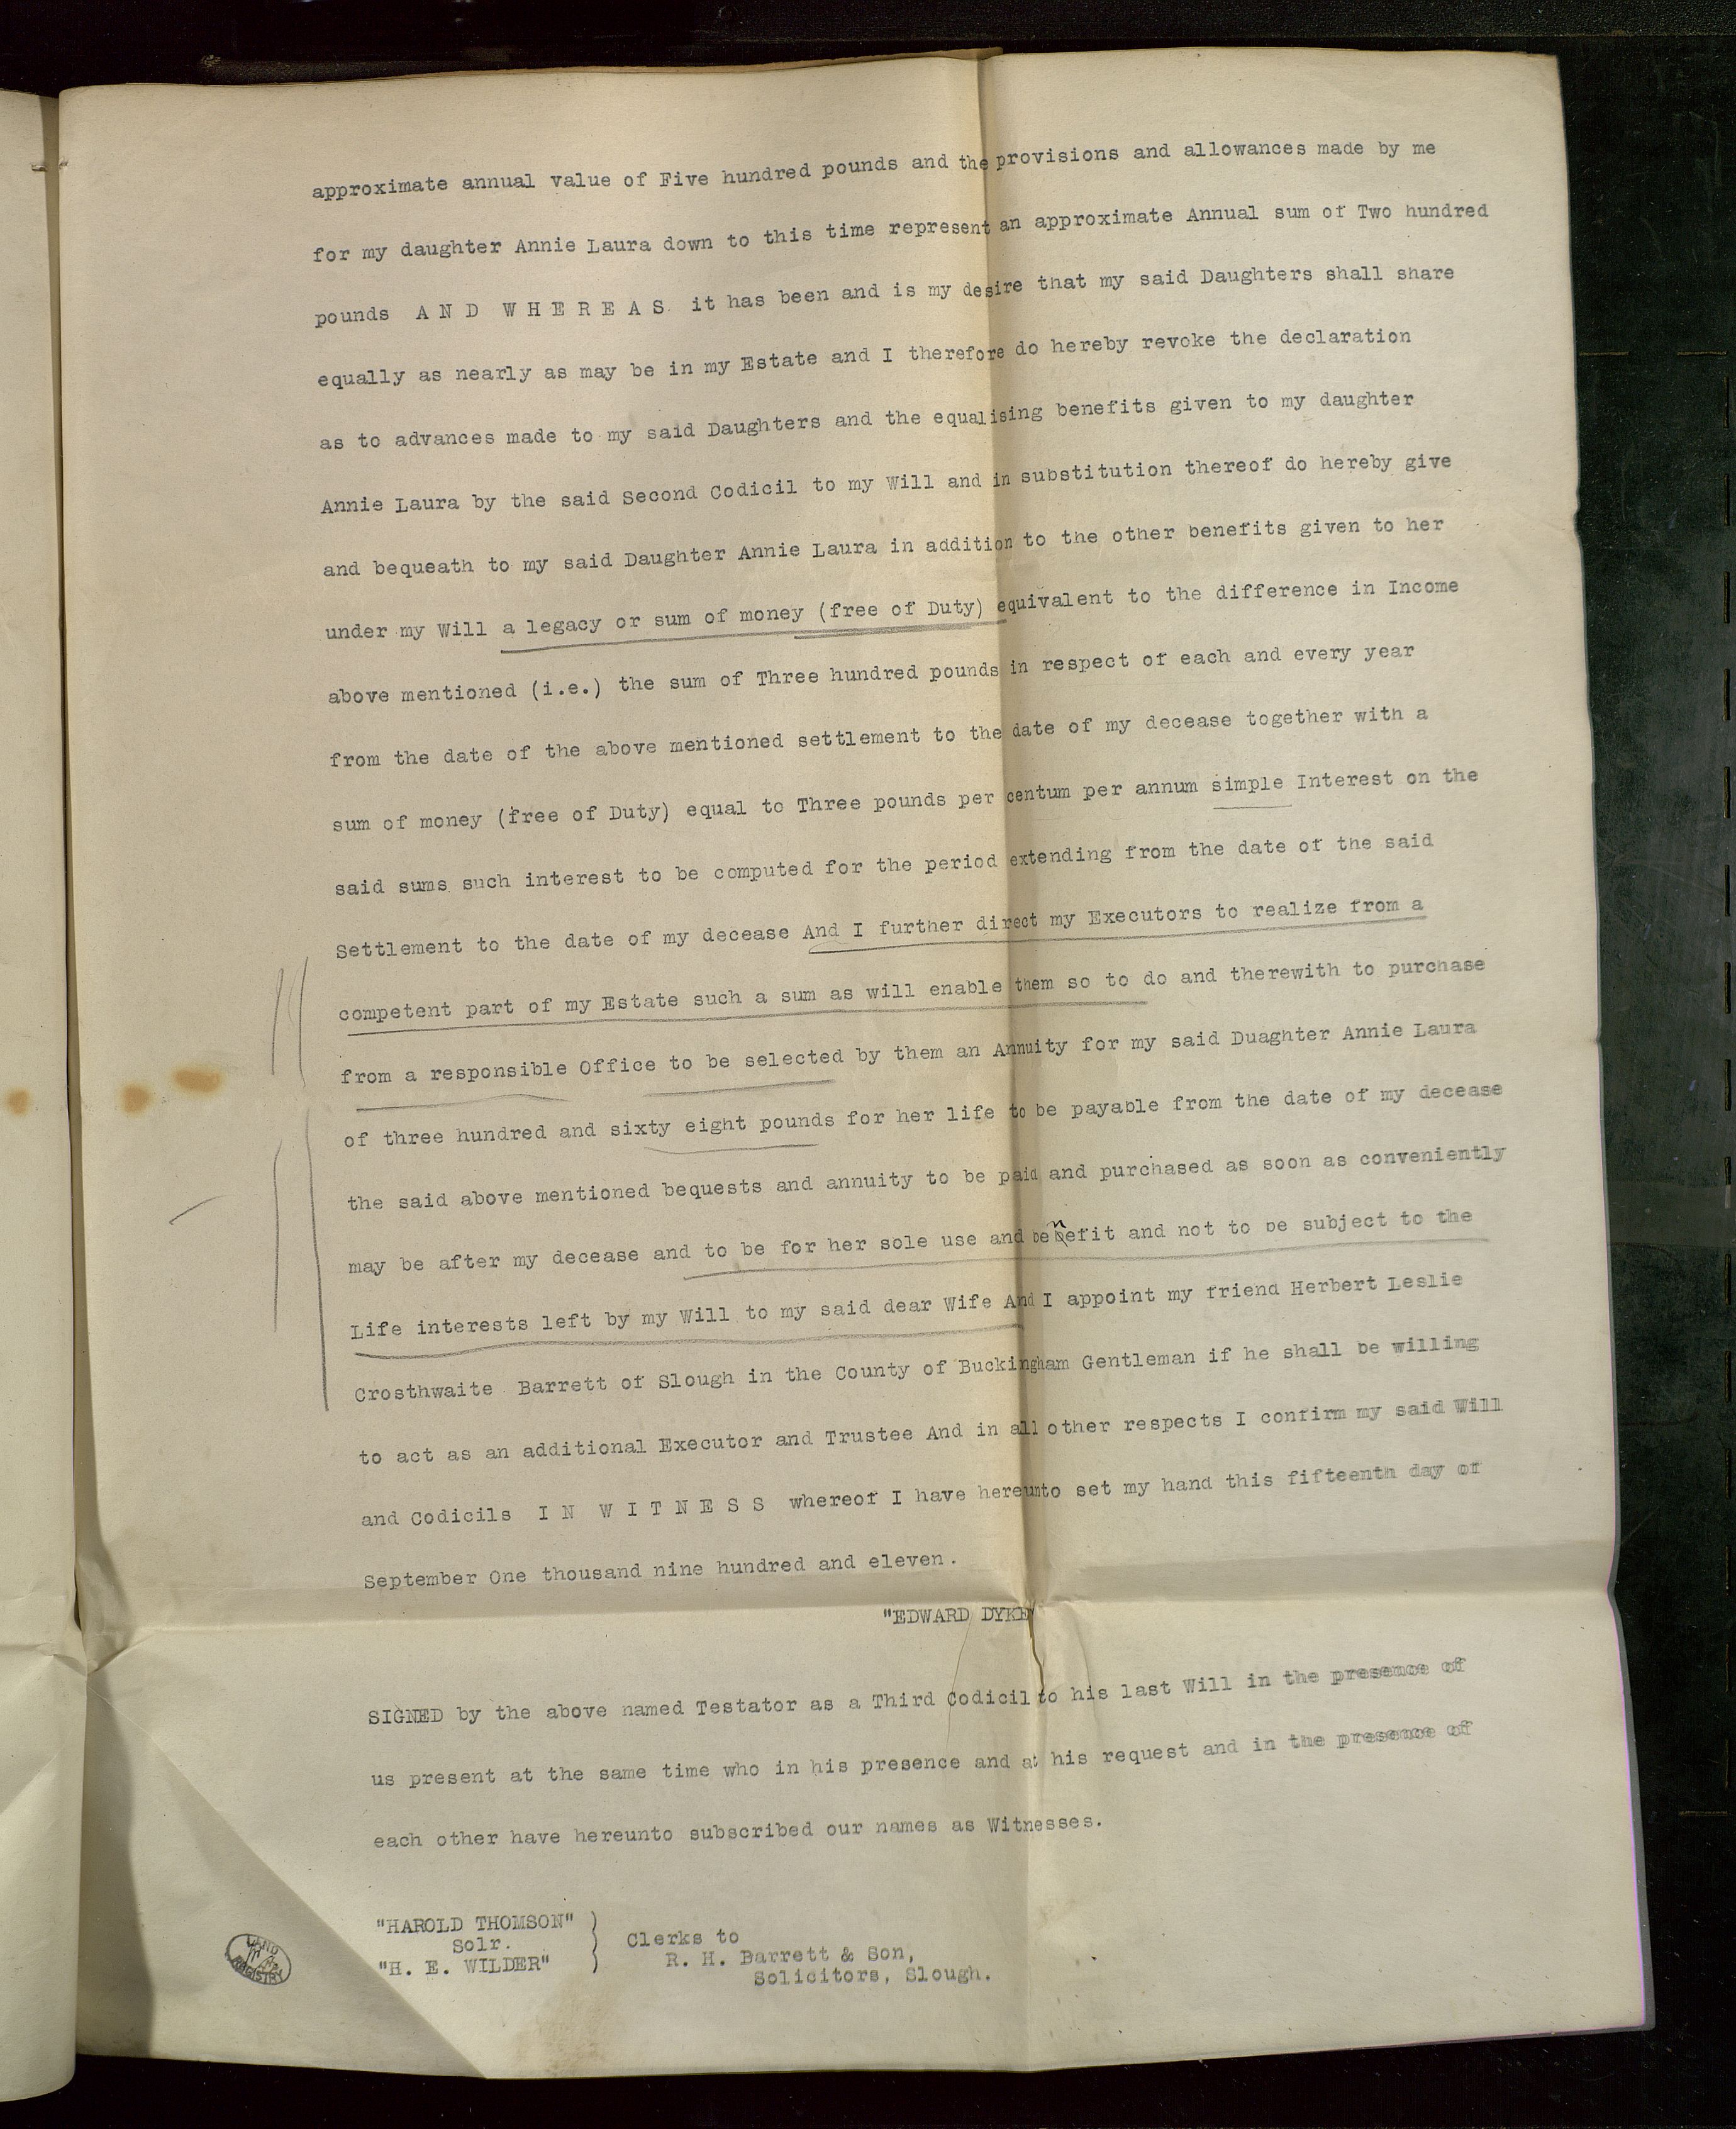 approximate annual value of Five hundred pounds and the provisions and allowances made by me
for my daughter Annie Laura down to this time represent an approximate Annual sum of Two hundred
pounds A N D W H E R E A S it has been and is my desire that my said Daughters shall share
equally as nearly as may be in my Estate and I therefore do hereby revoke the declaration
as to advances made to my said Daughters and the equalising benefits given to my daughter
Annie Laura by the said Second Codicil to my Will and in substitution thereof do hereby give
and bequeath to my said Daughter Annie Laura in addition to the other benefits given to her
under my Will a legacy or sum of money (free of Duty) equivalent to the difference in Income
above mentioned (i.e.) the sum of Three hundred pounds in respect of each and every year
from the date of the above mentioned settlement to the date of my decease together with a
sum of money (free of Duty) equal to Three pounds per centum per annum simple Interest on the
said sums such interest to be computed for the period extending from the date of the said
Settlement to the date of my decease And I further direct my Executors to realize from a
competent part of my Estate such a sum as will enable them so to do and therewith to purchase
from a responsible Office to be selected by them an Annuity for my said Duaghter Annie Laura
of three hundred and sixty eight pounds for her life to be payable from the date of my decease
the said above mentioned bequests and annuity to be paid and purchased as soon as conveniently
may be after my decease and to be for her sole use and benefit and not to be subject to the
Life interests left by my Will to my said dear Wife And I appoint my friend Herbert Leslie
Crosthwaite Barrett of Slough in the County of Buckingham Gentleman if he shall be willing
to act as an additional Executor and Trustee And in all other respects I confirm my said Will
and Codicils I N W I T N E S S whereof I have hereunto set my hand this fifteenth day of
September One thousand nine hundred and eleven.
"EDWARD DYKE
SIGNED by the above named Testator as a Third Codicil to his last Will in the presence of
us present at the same time who in his presence and at his request and in the presence of
each other have hereunto subscribed our names as Witnesses.
"HAROLD THOMSON"
Solr.
"H. E. WILDER"
Clerks to
R. H. Barrett & Son,
Solicitors, Slough.
LAND
REGISTRY